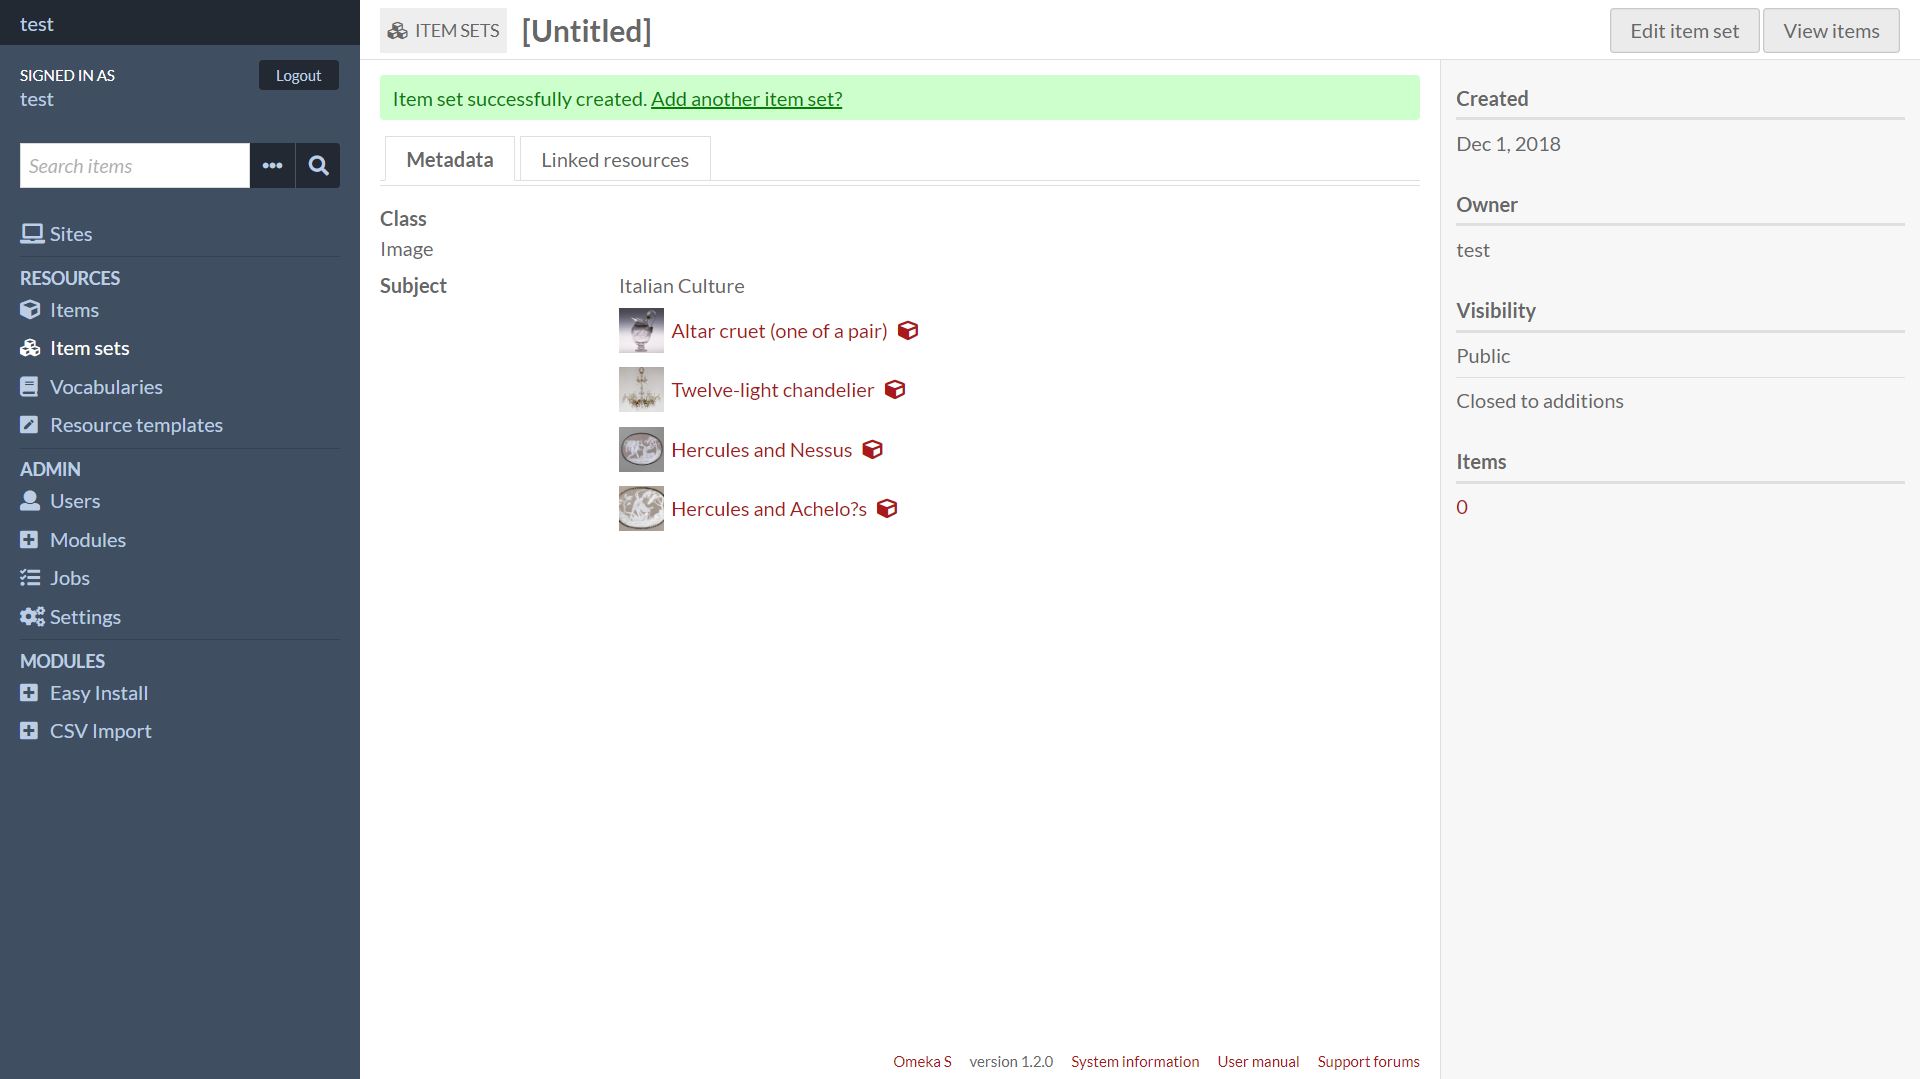 test
SIGNED IN AS
Logout
test
Search items
Sites
RESOURCES
Items
Item sets
Vocabularies
Resource templates
ADMIN
Users
Modules
Jobs
Settings
MODULES
Easy Install
CSV Import
ITEM SETS
[Untitled]
Edit item set
View items
Item set successfully created. Add another item set?
Metadata
Linked resources
Class
Image
Subject
Italian Culture
Altar cruet (one of a pair)
Twelve-light chandelier
Hercules and Nessus
Hercules and Achelo?s
Created
Dec 1, 2018
Owner
test
Visibility
Public
Closed to additions
Items
0
Omeka S version 1.2.0 System information User manual Support forums